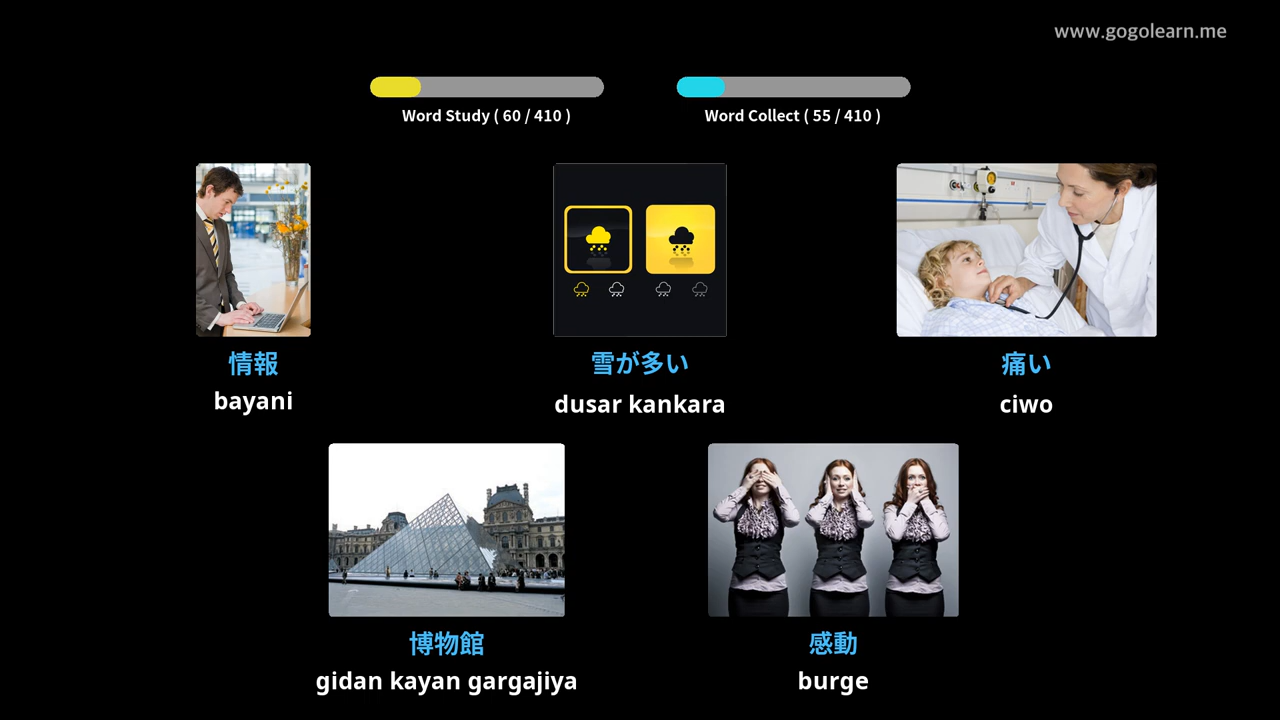 www.gogolearn.me
Word Study ( 60 / 410 )
Word Collect ( 55 / 410 )
情報
bayani
雪が多い
dusar kankara
痛い
ciwo
博物館
gidan kayan gargajiya
感動
burge